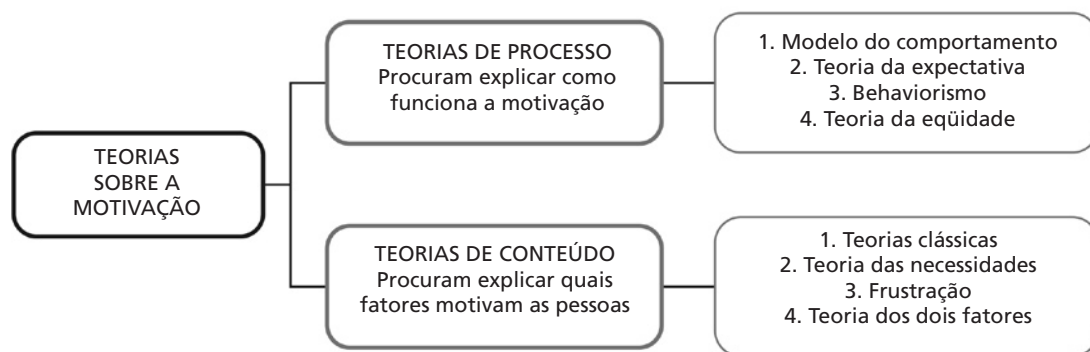 TEORIAS
SOBRE A
MOTIVAÇÃO
TEORIAS DE PROCESSO
Procuram explicar como
funciona a motivação
1. Modelo do comportamento
2. Teoria da expectativa
3. Behaviorismo
4. Teoria da eqüidade
TEORIAS DE CONTEÚDO
Procuram explicar quais
fatores motivam as pessoas
1. Teorias clássicas
2. Teoria das necessidades
3. Frustração
4. Teoria dos dois fatores